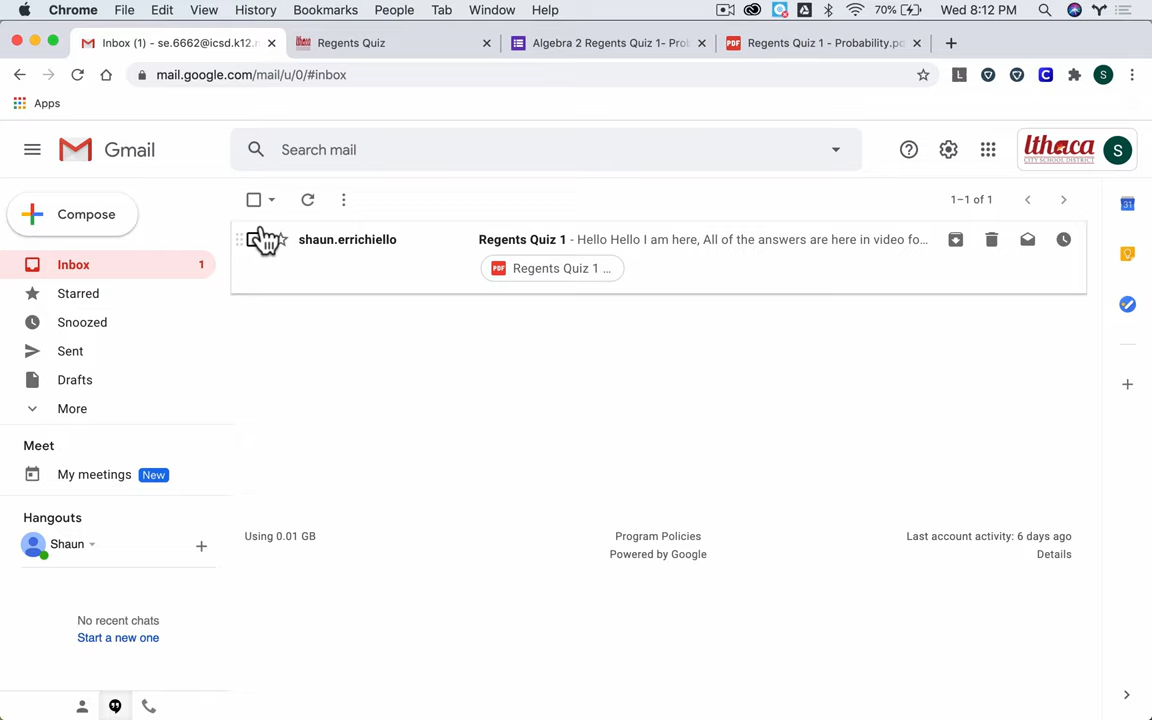 Chrome File Edit View History Bookmarks People Tab Window Help 70% Wed 8:12 PM
Inbox (1) - se.6662@icsd.k12.n Regents Quiz Algebra 2 Regents Quiz 1- Prob PDF Regents Quiz 1 - Probability.pd
mail.google.com/mail/u/0/#inbox L C S
Apps
Gmail Search mail Ithaca CITY SCHOOL DISTRICT S
Compose 1–1 of 1 31
shaun.errichiello Regents Quiz 1 - Hello Hello I am here, All of the answers are here in video fo...
Inbox 1 PDF Regents Quiz 1 ...
Starred
Snoozed
Sent
Drafts
More
Meet
My meetings New
Hangouts
Shaun
Using 0.01 GB Program Policies Last account activity: 6 days ago
Powered by Google Details
No recent chats
Start a new one